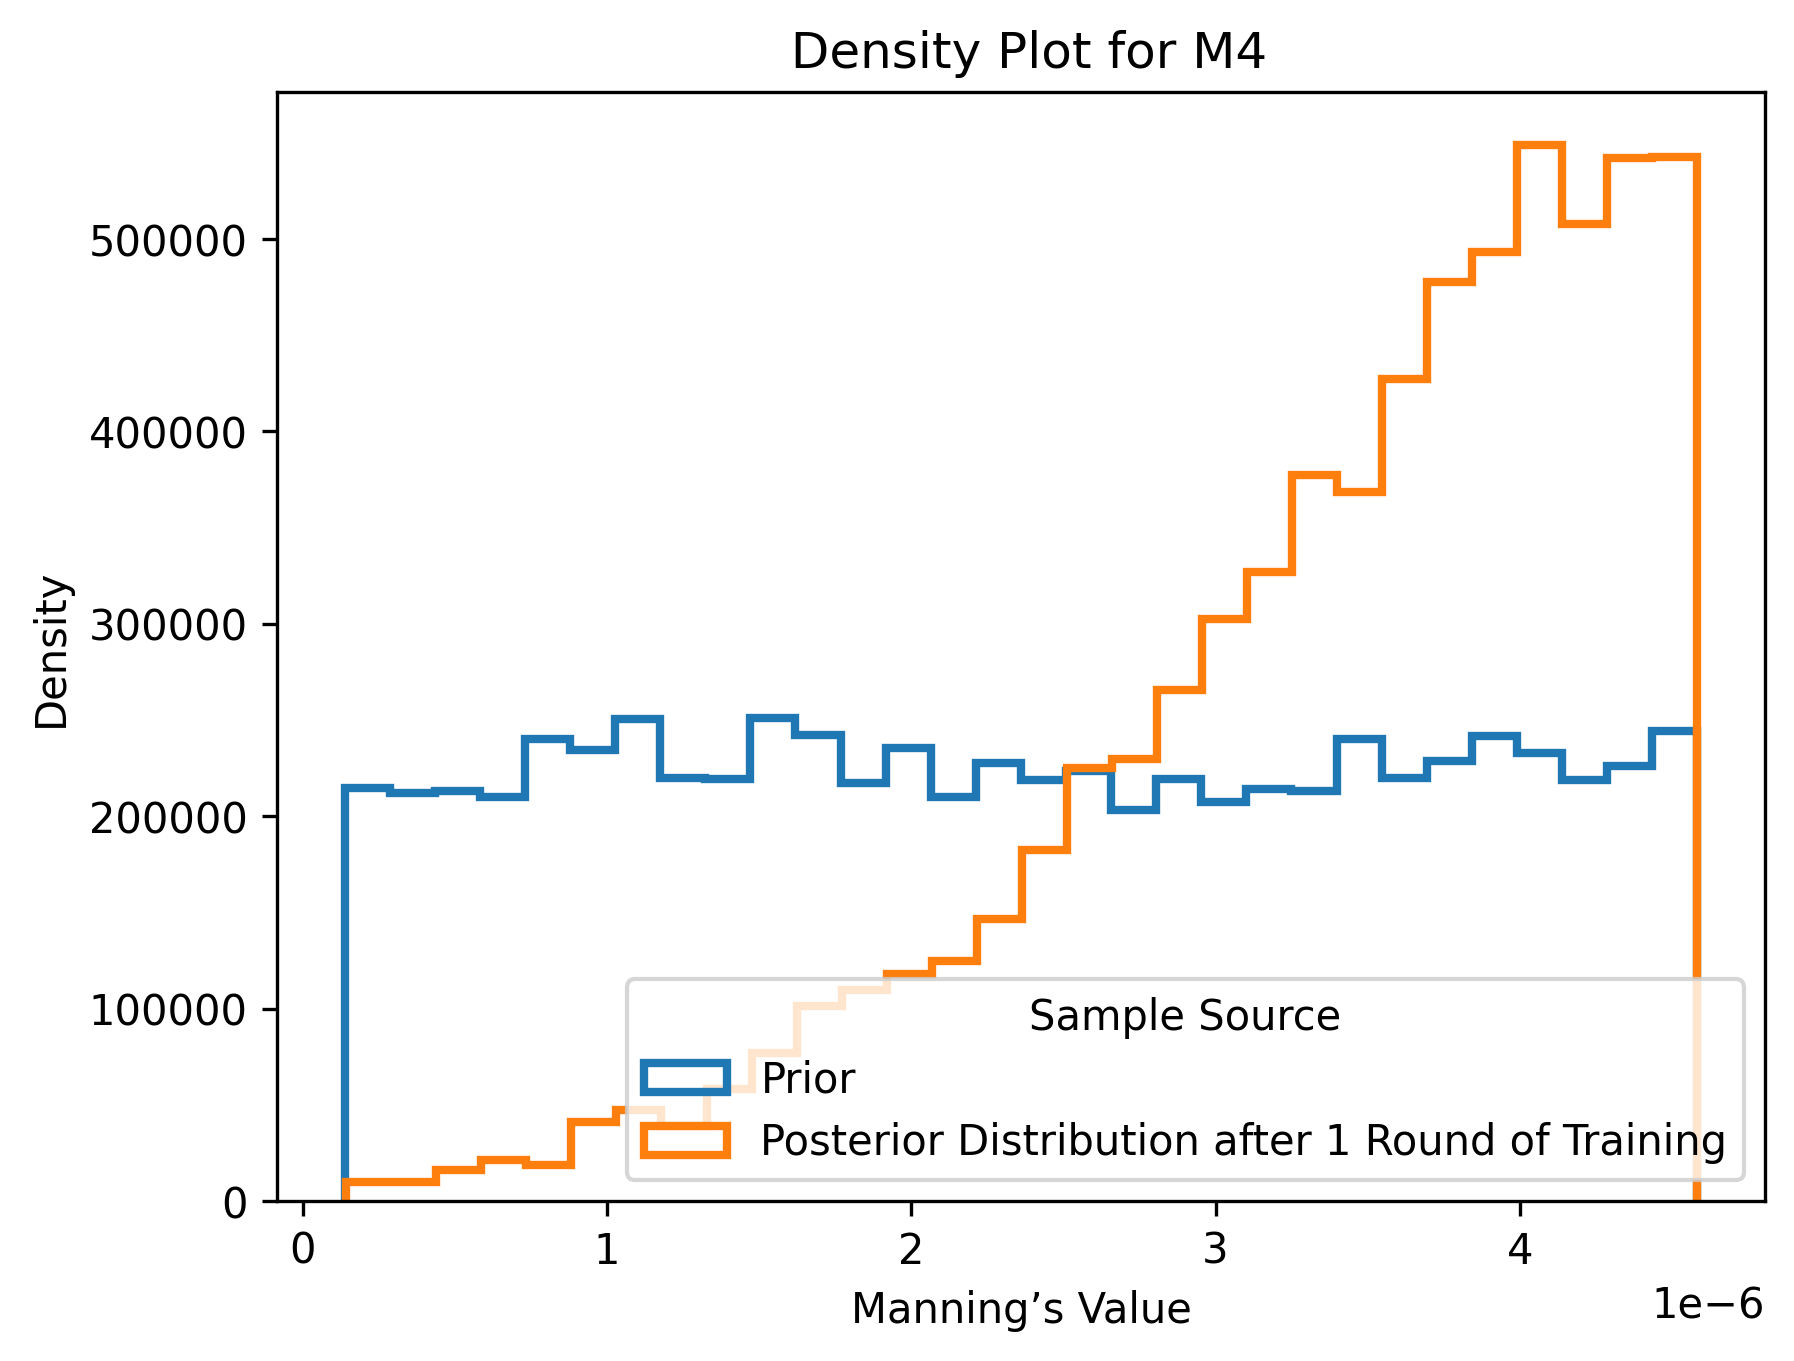 Density Plot for M4
Density
500000
400000
300000
200000
100000
0
Sample Source
Prior
Posterior Distribution after 1 Round of Training
0 1 2 3 4
1e−6
Manning’s Value